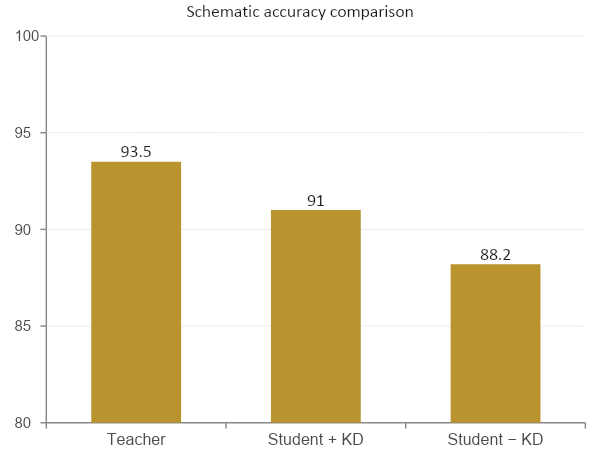 Schematic accuracy comparison
100
95
90
85
80
93.5
91
88.2
Teacher
Student + KD
Student − KD